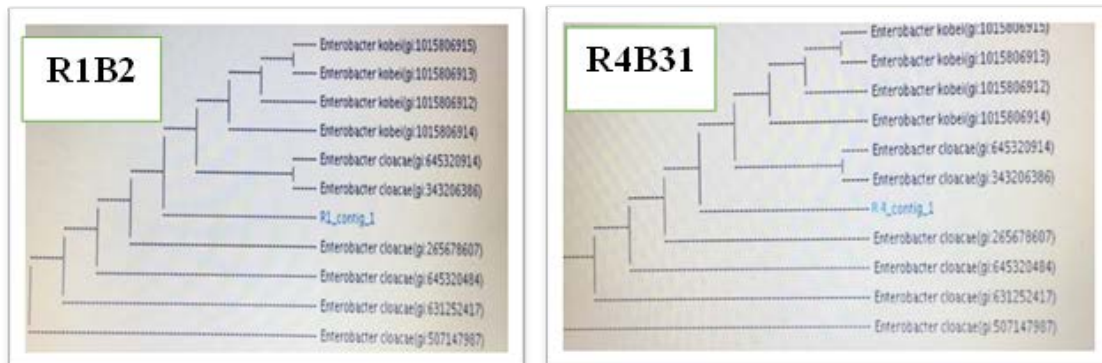 R1B2
Enterobacter kobei(gi:1015806915)
Enterobacter kobei(gi:1015806913)
Enterobacter kobei(gi:1015806912)
Enterobacter kobei(gi:1015806914)
Enterobacter cloacae(gi:645320914)
Enterobacter cloacae(gi:343206386)
R1_contig_1
Enterobacter cloacae(gi:265678607)
Enterobacter cloacae(gi:645320484)
Enterobacter cloacae(gi:631252417)
Enterobacter cloacae(gi:507147987)
R4B31
Enterobacter kobei(gi:1015806915)
Enterobacter kobei(gi:1015806913)
Enterobacter kobei(gi:1015806912)
Enterobacter kobei(gi:1015806914)
Enterobacter cloacae(gi:645320914)
Enterobacter cloacae(gi:343206386)
R4_contig_1
Enterobacter cloacae(gi:265678607)
Enterobacter cloacae(gi:645320484)
Enterobacter cloacae(gi:631252417)
Enterobacter cloacae(gi:507147987)